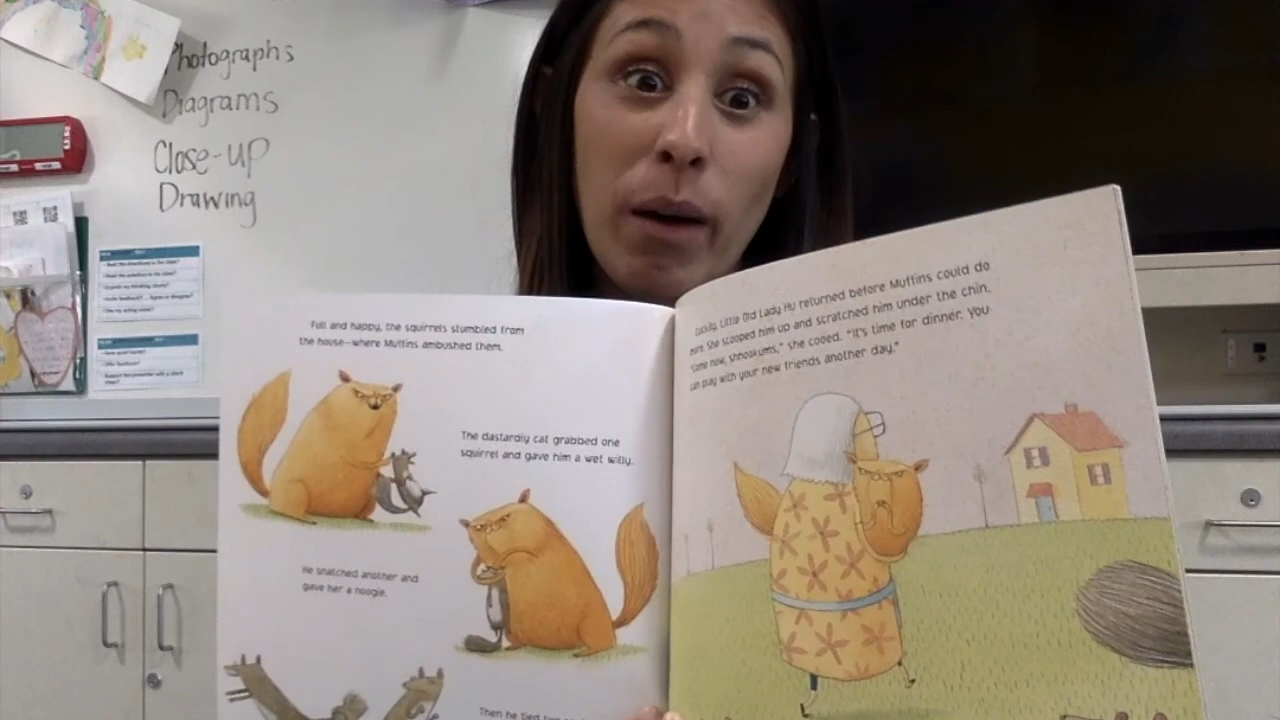 Photographs
Diagrams
Close-up
Drawing
Full and happy, the squirrels stumbled from
the house—where Muffins ambushed them.
The dastardly cat grabbed one
squirrel and gave him a wet willy.
He snatched another and
gave her a noogie.
Then he tied
Luckily, Little Old Lady Hu returned before Muffins could do
more. She scooped him up and scratched him under the chin.
"Come now, shnookums," she cooed. "It's time for dinner. You
can play with your new friends another day."